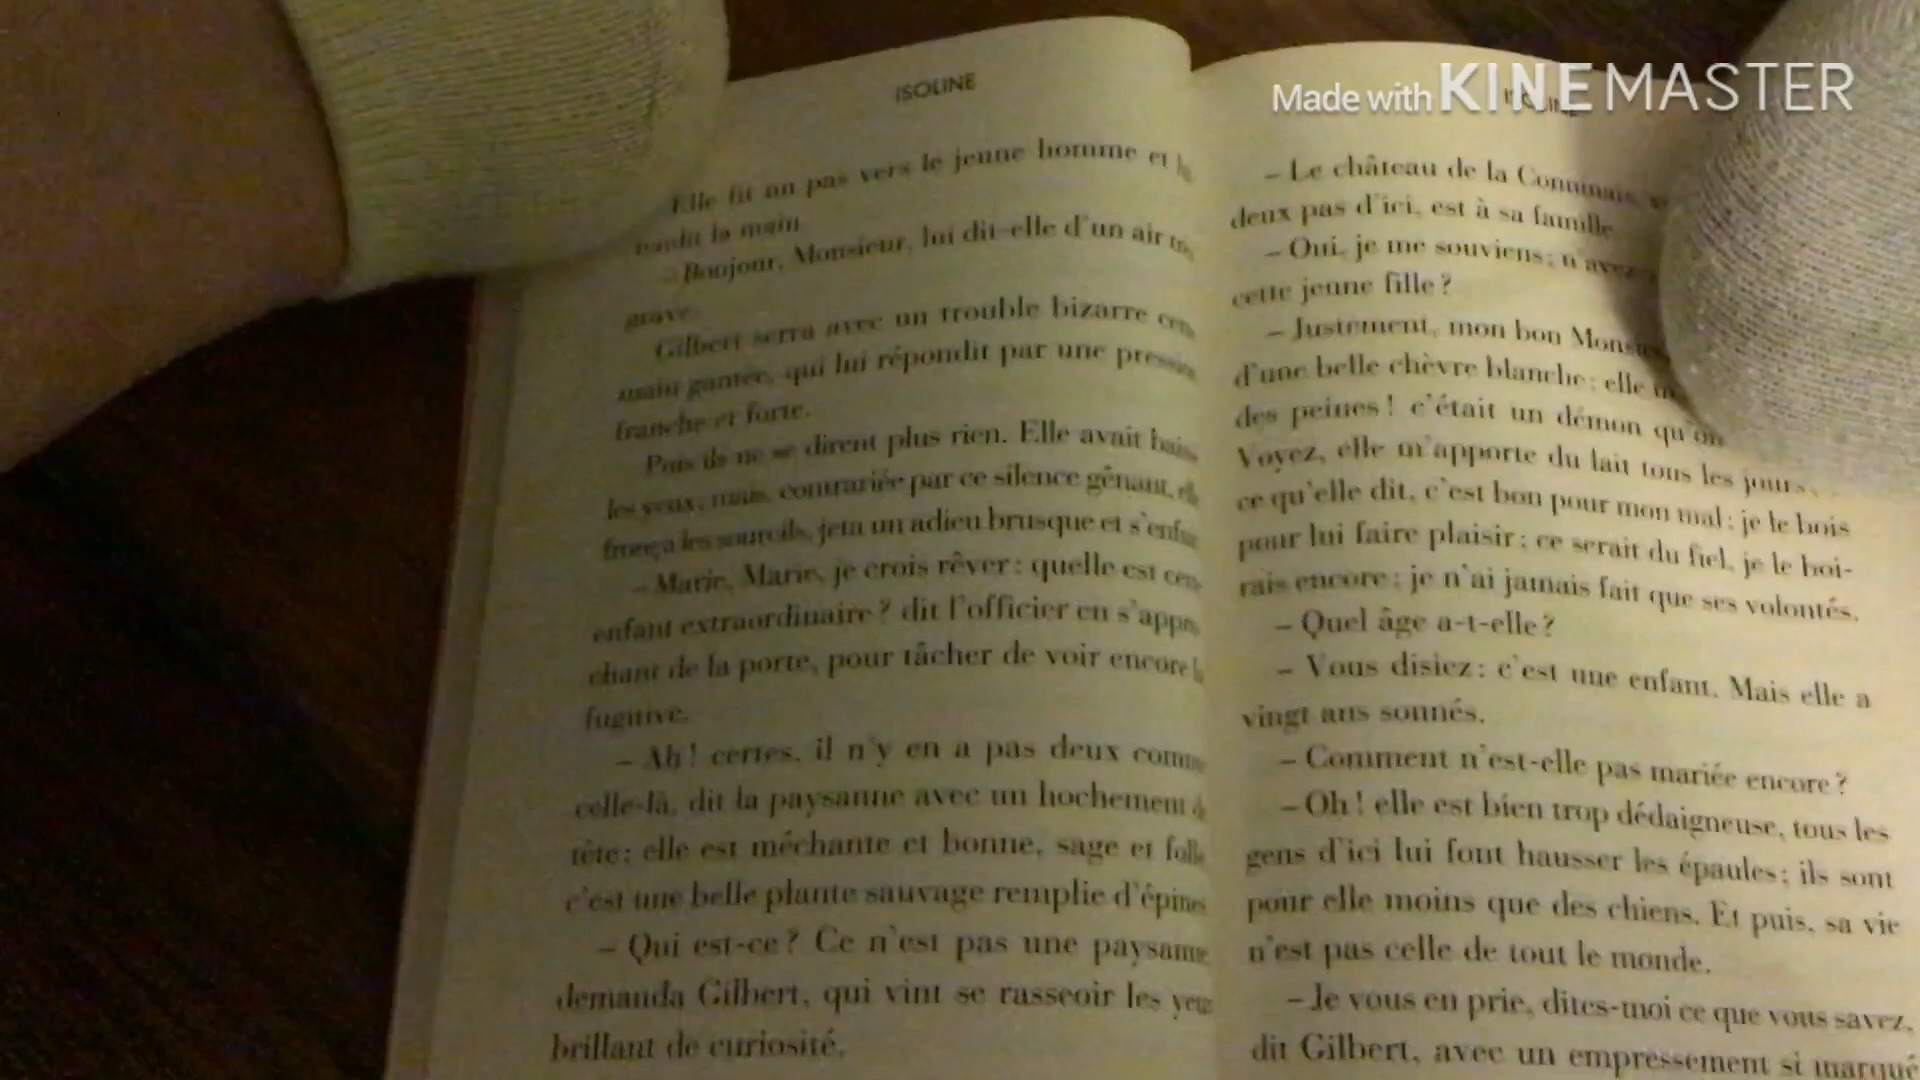 ISOLINE
Elle fit un pas vers le jeune homme et
tendit la main
– Bonjour, Monsieur, lui dit-elle d'un air
grave.
Gilbert serra avec un trouble bizarre
main gantée, qui lui répondit par une
franche et forte.
Puis ils ne se dirent plus rien. Elle avait
les yeux; mais, contrariée par ce silence gênant,
fronça les sourcils, jeta un adieu brusque et
– Marie, Marie, je crois rêver : quelle est
enfant extraordinaire ? dit l'officier en s'appro
chant de la porte, pour tâcher de voir encore
fugitive.
– Ah ! certes, il n'y en a pas deux
celle-là, dit la paysanne avec un hochement
tête : elle est méchante et bonne, sage et
c'est une belle plante sauvage remplie
– Qui est-ce ? Ce n'est pas une
demanda Gilbert, qui vint se rasseoir les
brillant de curiosité.
– Le château de la
deux pas d'ici, est à sa famille
– Oui, je me souviens ; n'avez
cette jeune fille ?
– Justement, mon bon
d'une belle chèvre blanche ; elle
des peines ! c'était un démon
Voyez, elle m'apporte du lait tous les jours,
ce qu'elle dit, c'est bon pour mon mal ; je le bois
pour lui faire plaisir ; ce serait du fiel, je le boi-
rais encore ; je n'ai jamais fait que ses volontés.
– Quel âge a-t-elle ?
– Vous disiez : c'est une enfant. Mais elle a
vingt ans sonnés.
– Comment n'est-elle pas mariée encore ?
– Oh ! elle est bien trop dédaigneuse, tous les
gens d'ici lui font hausser les épaules ; ils sont
pour elle moins que des chiens. Et puis, sa vie
n'est pas celle de tout le monde.
– Je vous en prie, dites-moi ce que vous savez,
dit Gilbert, avec un empressement si marqué
Made with KINEMASTER